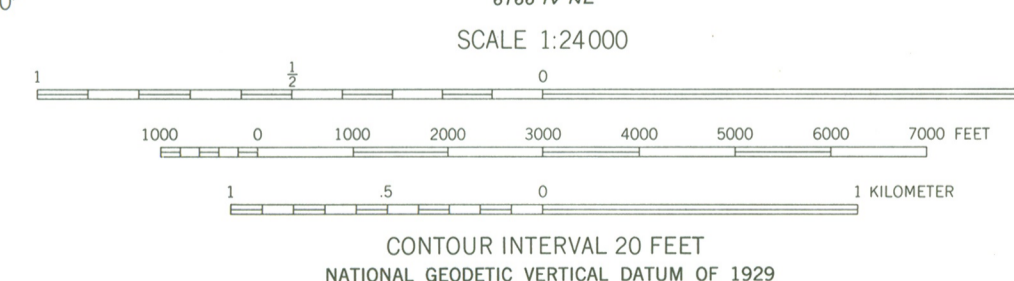 SCALE 1:24000
1 1/2 0
1000 0 1000 2000 3000 4000 5000 6000 7000 FEET
1 .5 0 1 KILOMETER
CONTOUR INTERVAL 20 FEET
NATIONAL GEODETIC VERTICAL DATUM OF 1929